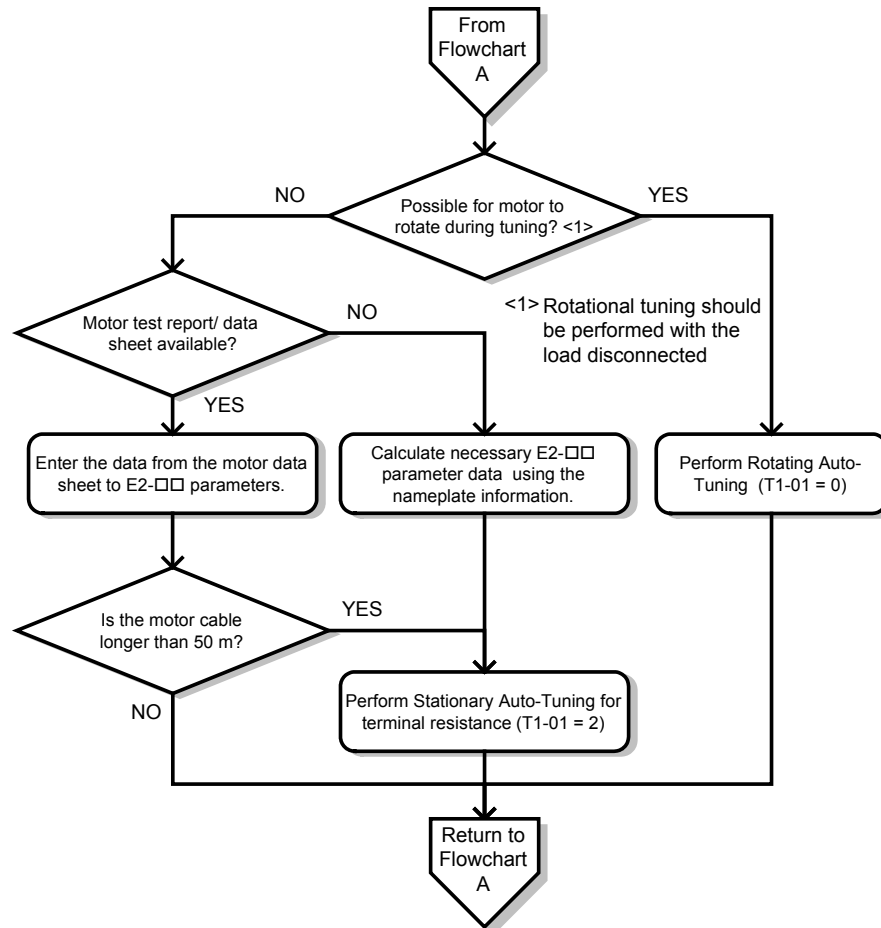 From
Flowchart
A
NO
YES
Possible for motor to
rotate during tuning? <1>
<1> Rotational tuning should
be performed with the
load disconnected
Motor test report/ data
sheet available?
NO
YES
Enter the data from the motor data
sheet to E2-□□ parameters.
Calculate necessary E2-□□
parameter data using the
nameplate information.
Perform Rotating Auto-
Tuning (T1-01 = 0)
Is the motor cable
longer than 50 m?
YES
NO
Perform Stationary Auto-Tuning for
terminal resistance (T1-01 = 2)
Return to
Flowchart
A